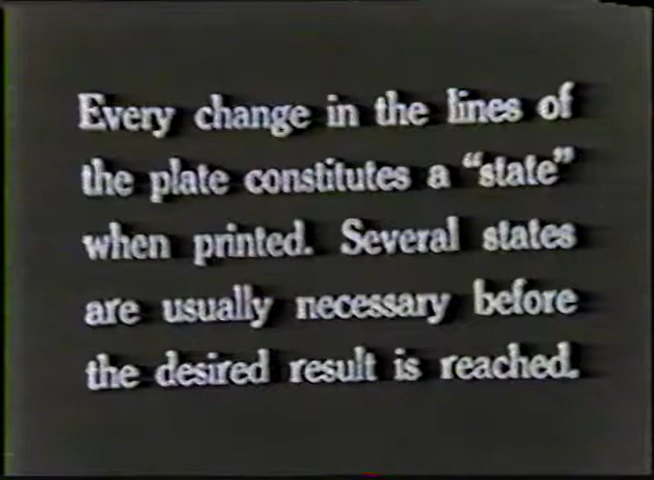 Every change in the lines of
the plate constitutes a “state”
when printed. Several states
are usually necessary before
the desired result is reached.